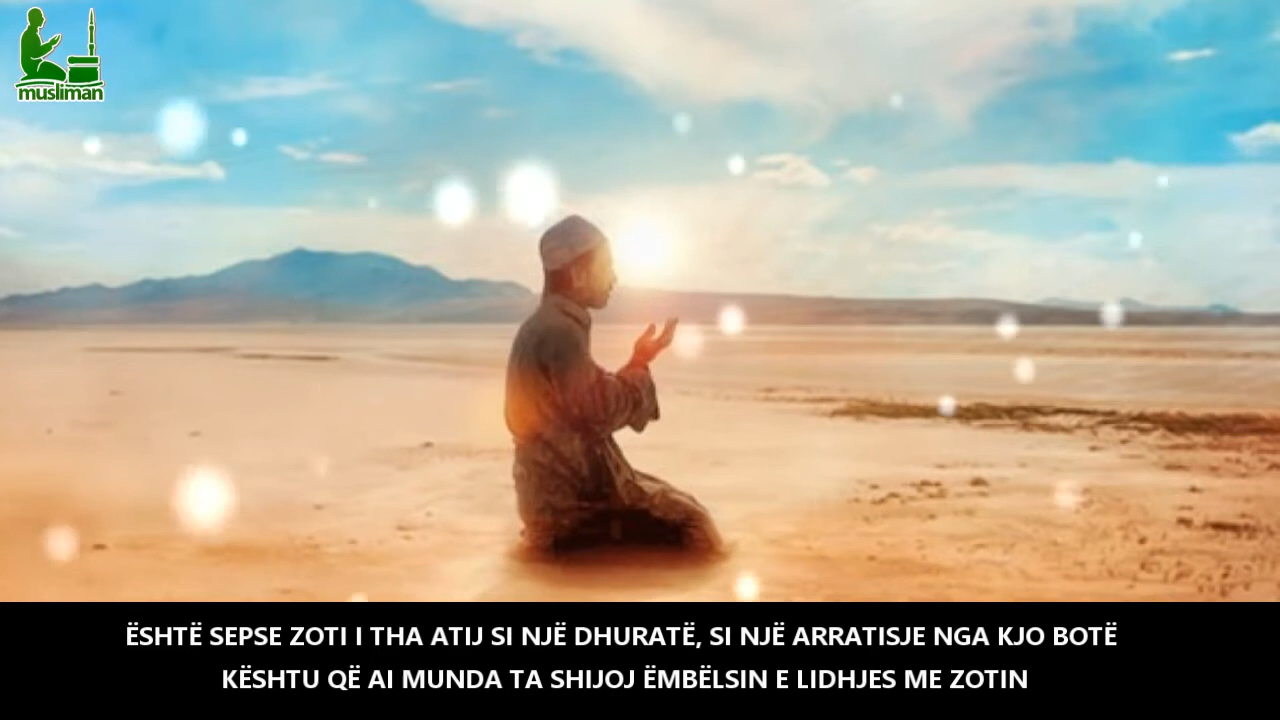 musliman
ËSHTË SEPSE ZOTI I THA ATIJ SI NJË DHURATË, SI NJË ARRATISJE NGA KJO BOTË
KËSHTU QË AI MUNDA TA SHIJOJ ËMBËLSIN E LIDHJES ME ZOTIN